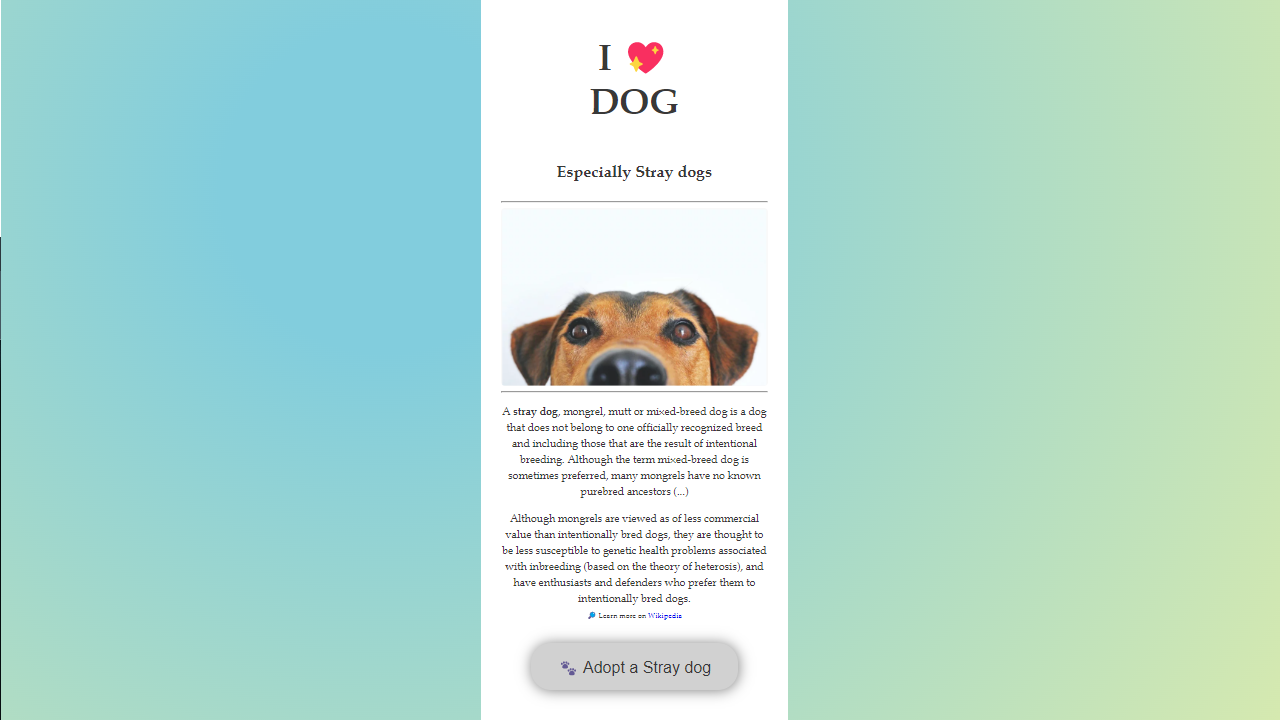 I 💖
DOG
Especially Stray dogs
A stray dog, mongrel, mutt or mixed-breed dog is a dog
that does not belong to one officially recognized breed
and including those that are the result of intentional
breeding. Although the term mixed-breed dog is
sometimes preferred, many mongrels have no known
purebred ancestors (...)
Although mongrels are viewed as of less commercial
value than intentionally bred dogs, they are thought to
be less susceptible to genetic health problems associated
with inbreeding (based on the theory of heterosis), and
have enthusiasts and defenders who prefer them to
intentionally bred dogs.
🔎 Learn more on Wikipedia
🐾 Adopt a Stray dog